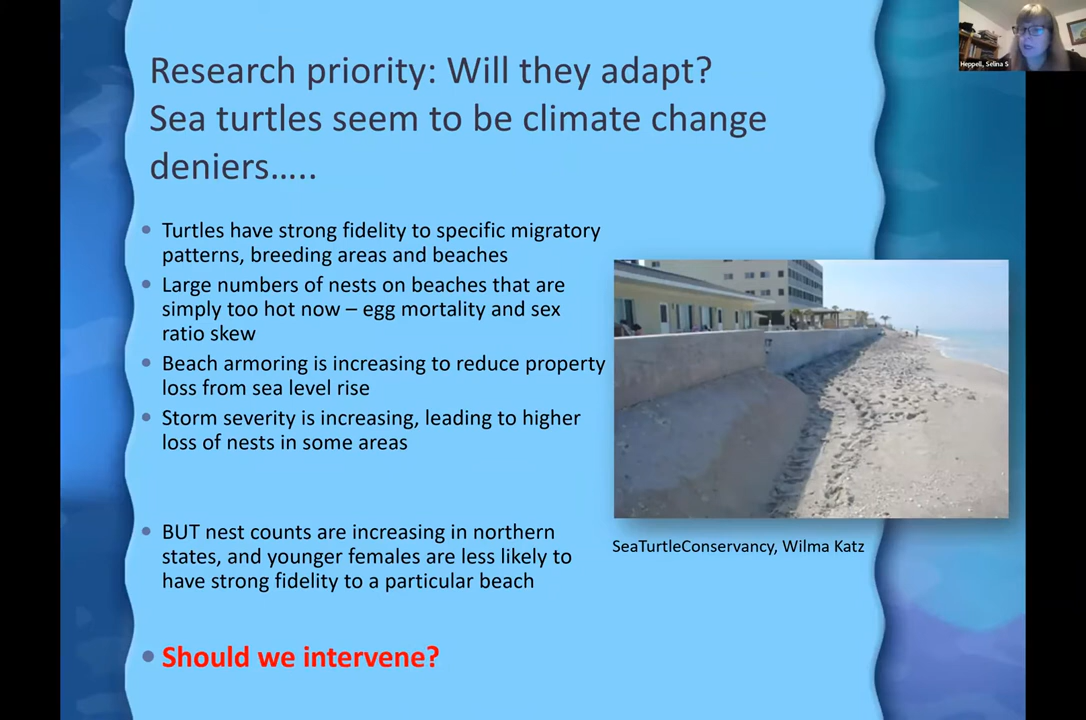 Heppell, Selina S
Research priority: Will they adapt?
Sea turtles seem to be climate change
deniers.....
Turtles have strong fidelity to specific migratory
patterns, breeding areas and beaches
Large numbers of nests on beaches that are
simply too hot now – egg mortality and sex
ratio skew
Beach armoring is increasing to reduce property
loss from sea level rise
Storm severity is increasing, leading to higher
loss of nests in some areas
BUT nest counts are increasing in northern
states, and younger females are less likely to
have strong fidelity to a particular beach
Should we intervene?
SeaTurtleConservancy, Wilma Katz